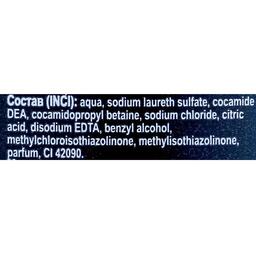 Состав (INCI): aqua, sodium laureth sulfate, cocamide
DEA, cocamidopropyl betaine, sodium chloride, citric
acid, disodium EDTA, benzyl alcohol,
methylchloroisothiazolinone, methylisothiazolinone,
parfum, CI 42090.